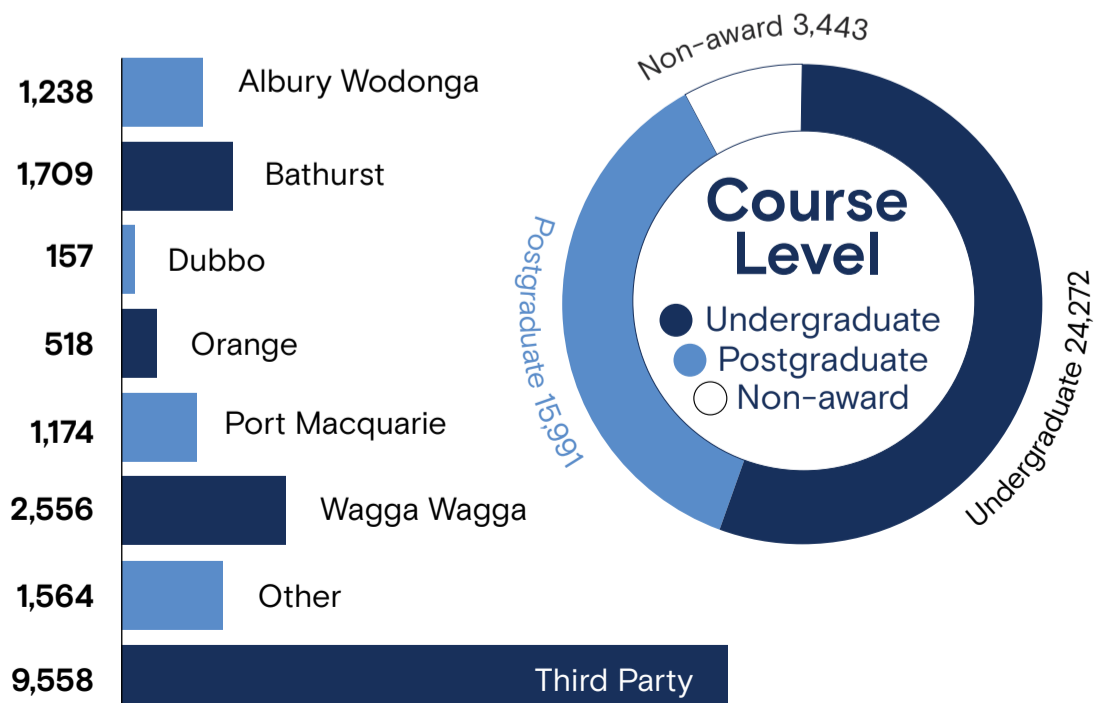 1,238 Albury Wodonga
1,709 Bathurst
157 Dubbo
518 Orange
1,174 Port Macquarie
2,556 Wagga Wagga
1,564 Other
9,558 Third Party
Non-award 3,443
Postgraduate 15,991
Undergraduate 24,272
Course
Level
Undergraduate
Postgraduate
Non-award